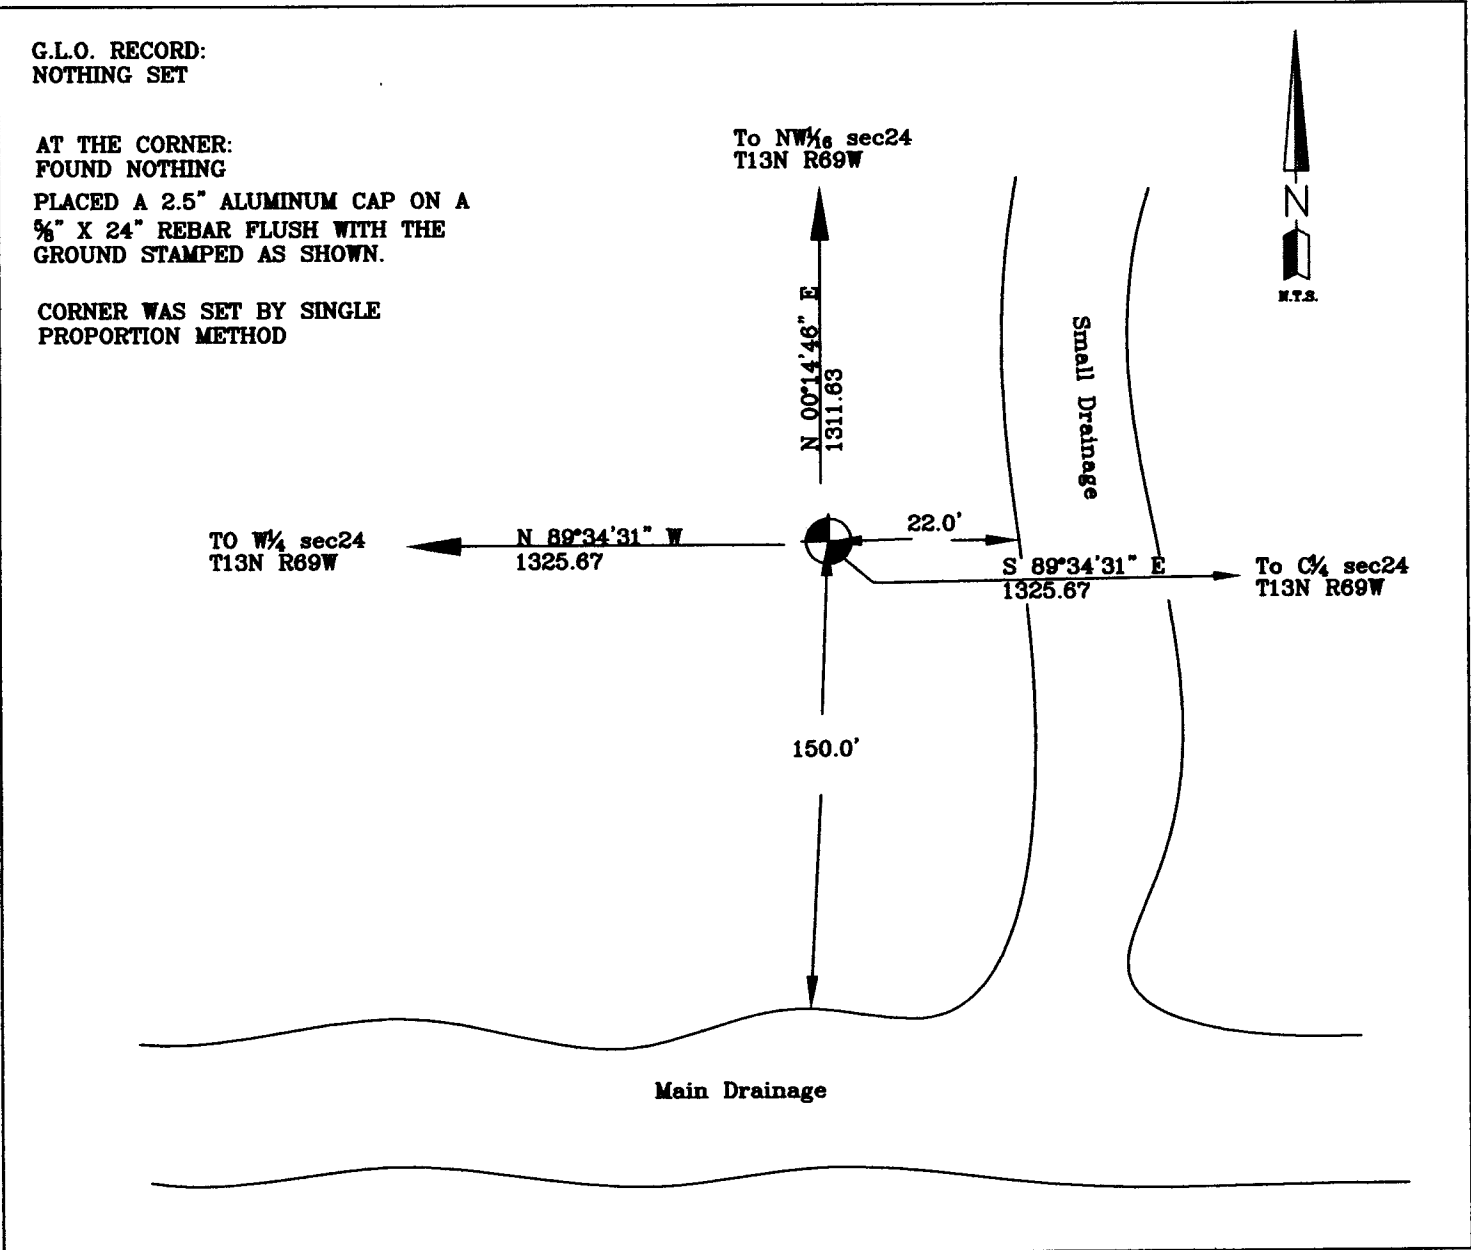 G.L.O. RECORD:
NOTHING SET
AT THE CORNER:
FOUND NOTHING
PLACED A 2.5" ALUMINUM CAP ON A
⅝" X 24" REBAR FLUSH WITH THE
GROUND STAMPED AS SHOWN.
CORNER WAS SET BY SINGLE
PROPORTION METHOD
To NW1/16 sec24
T13N R69W
N
N.T.S.
N 00°14'46" E
1311.63
Small Drainage
22.0'
TO W¼ sec24
T13N R69W
N 89°34'31" W
1325.67
S 89°34'31" E
1325.67
To C¼ sec24
T13N R69W
150.0'
Main Drainage